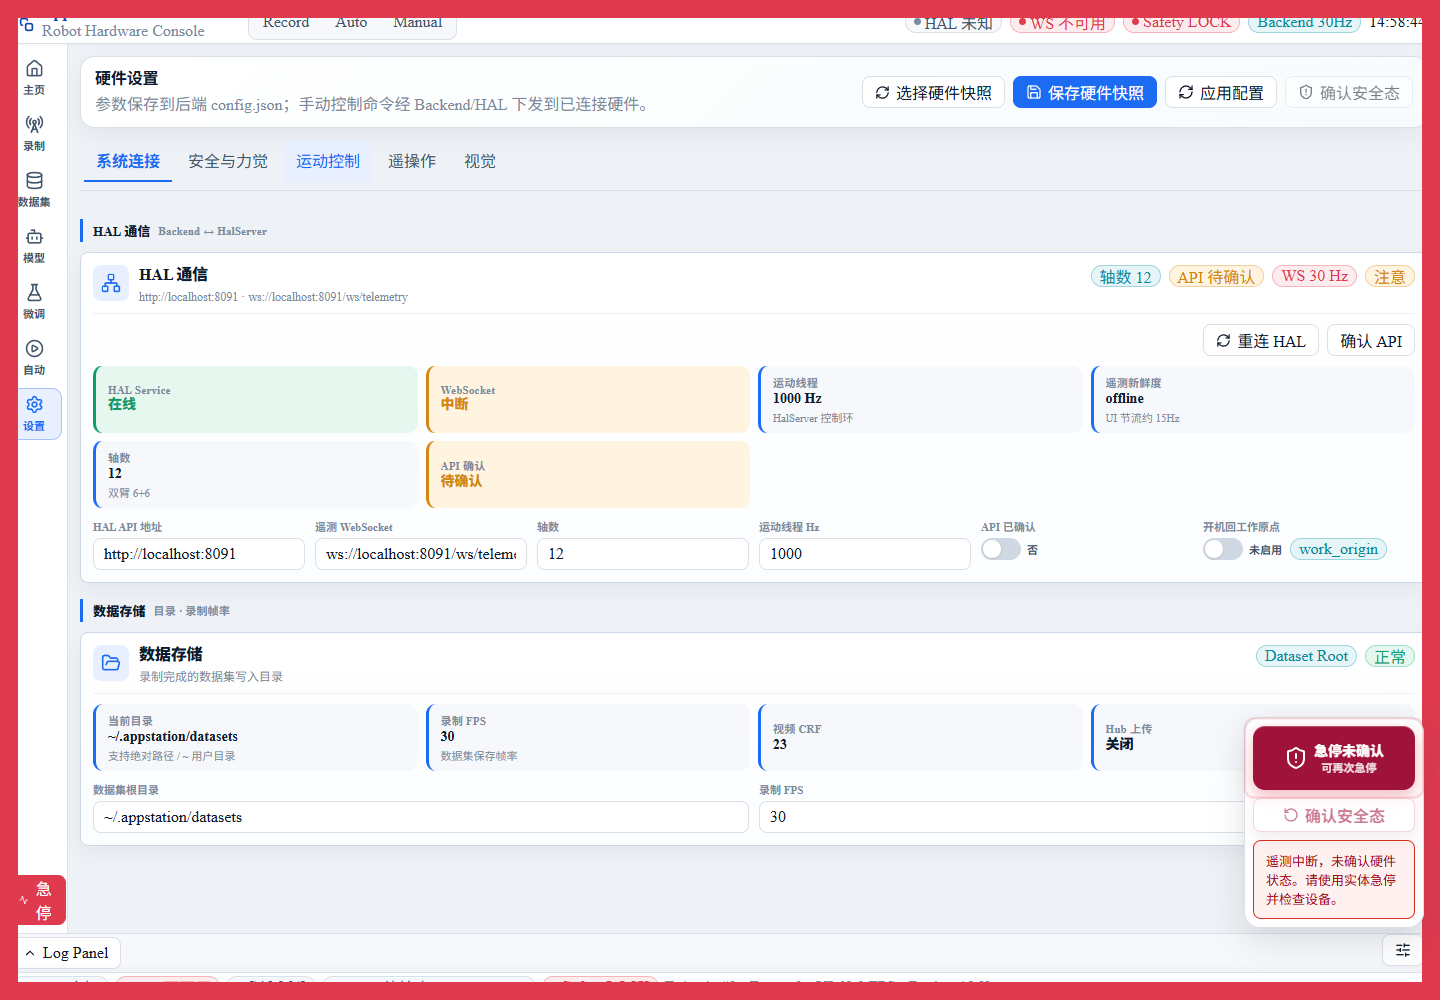 Robot Hardware Console
Record Auto Manual
HAL 未知
WS 不可用
Safety LOCK
Backend 30Hz
14:58:44
主页
录制
数据集
模型
微调
自动
设置
急停
硬件设置
参数保存到后端 config.json；手动控制命令经 Backend/HAL 下发到已连接硬件。
选择硬件快照
保存硬件快照
应用配置
确认安全态
系统连接 安全与力觉 运动控制 遥操作 视觉
HAL 通信 Backend ↔ HalServer
HAL 通信
http://localhost:8091 · ws://localhost:8091/ws/telemetry
轴数 12
API 待确认
WS 30 Hz
注意
重连 HAL
确认 API
HAL Service
在线
WebSocket
中断
运动线程
1000 Hz
HalServer 控制环
遥测新鲜度
offline
UI 节流约 15Hz
轴数
12
双臂 6+6
API 确认
待确认
HAL API 地址
http://localhost:8091
遥测 WebSocket
ws://localhost:8091/ws/teleme
轴数
12
运动线程 Hz
1000
API 已确认
否
开机回工作原点
未启用
work_origin
数据存储 目录 · 录制帧率
数据存储
录制完成的数据集写入目录
Dataset Root
正常
当前目录
~/.appstation/datasets
支持绝对路径 / ~ 用户目录
录制 FPS
30
数据集保存帧率
视频 CRF
23
Hub 上传
关闭
数据集根目录
~/.appstation/datasets
录制 FPS
30
急停未确认
可再次急停
确认安全态
遥测中断，未确认硬件
状态。请使用实体急停
并检查设备。
Log Panel